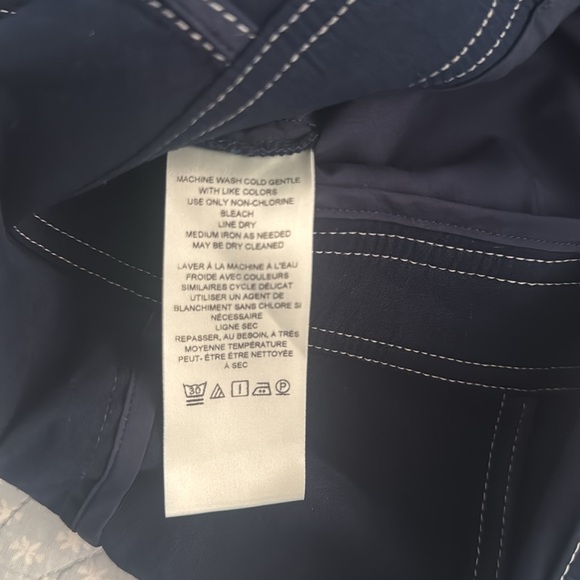 MACHINE WASH COLD GENTLE
WITH LIKE COLORS
USE ONLY NON-CHLORINE
BLEACH
LINE DRY
MEDIUM IRON AS NEEDED
MAY BE DRY CLEANED
LAVER À LA MACHINE À L'EAU
FROIDE AVEC COULEURS
SIMILAIRES CYCLE DÉLICAT
UTILISER UN AGENT DE
BLANCHIMENT SANS CHLORE SI
NÉCESSAIRE
LIGNE SEC
REPASSER, AU BESOIN, À TRÈS
MOYENNE TEMPÉRATURE
PEUT- ÊTRE ÊTRE NETTOYÉE
À SEC
30 P